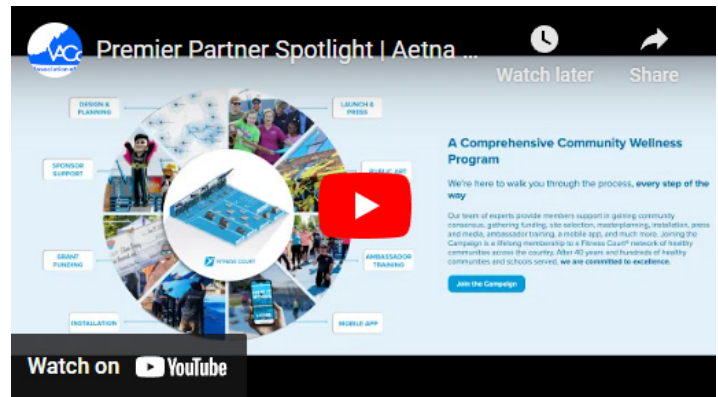 VACo
Premier Partner Spotlight | Aetna ...
Watch later
Share
DESIGN &
PLANNING
LAUNCH &
PRESS
SPONSOR
SUPPORT
PUBLIC ART
GRANT
FUNDING
AMBASSADOR
TRAINING
INSTALLATION
MOBILE APP
FITNESS COURT
A Comprehensive Community Wellness
Program
We're here to walk you through the process, every step of the
way
Our team of experts provide members support in gaining community
consensus, gathering funding, site selection, masterplanning, installation, press
and media, ambassador training, a mobile app, and much more. Joining the
Campaign is a lifelong membership to a Fitness Court® network of healthy
communities across the country. After 40 years and hundreds of healthy
communities and schools served, we are committed to excellence.
Join the Campaign
Watch on YouTube